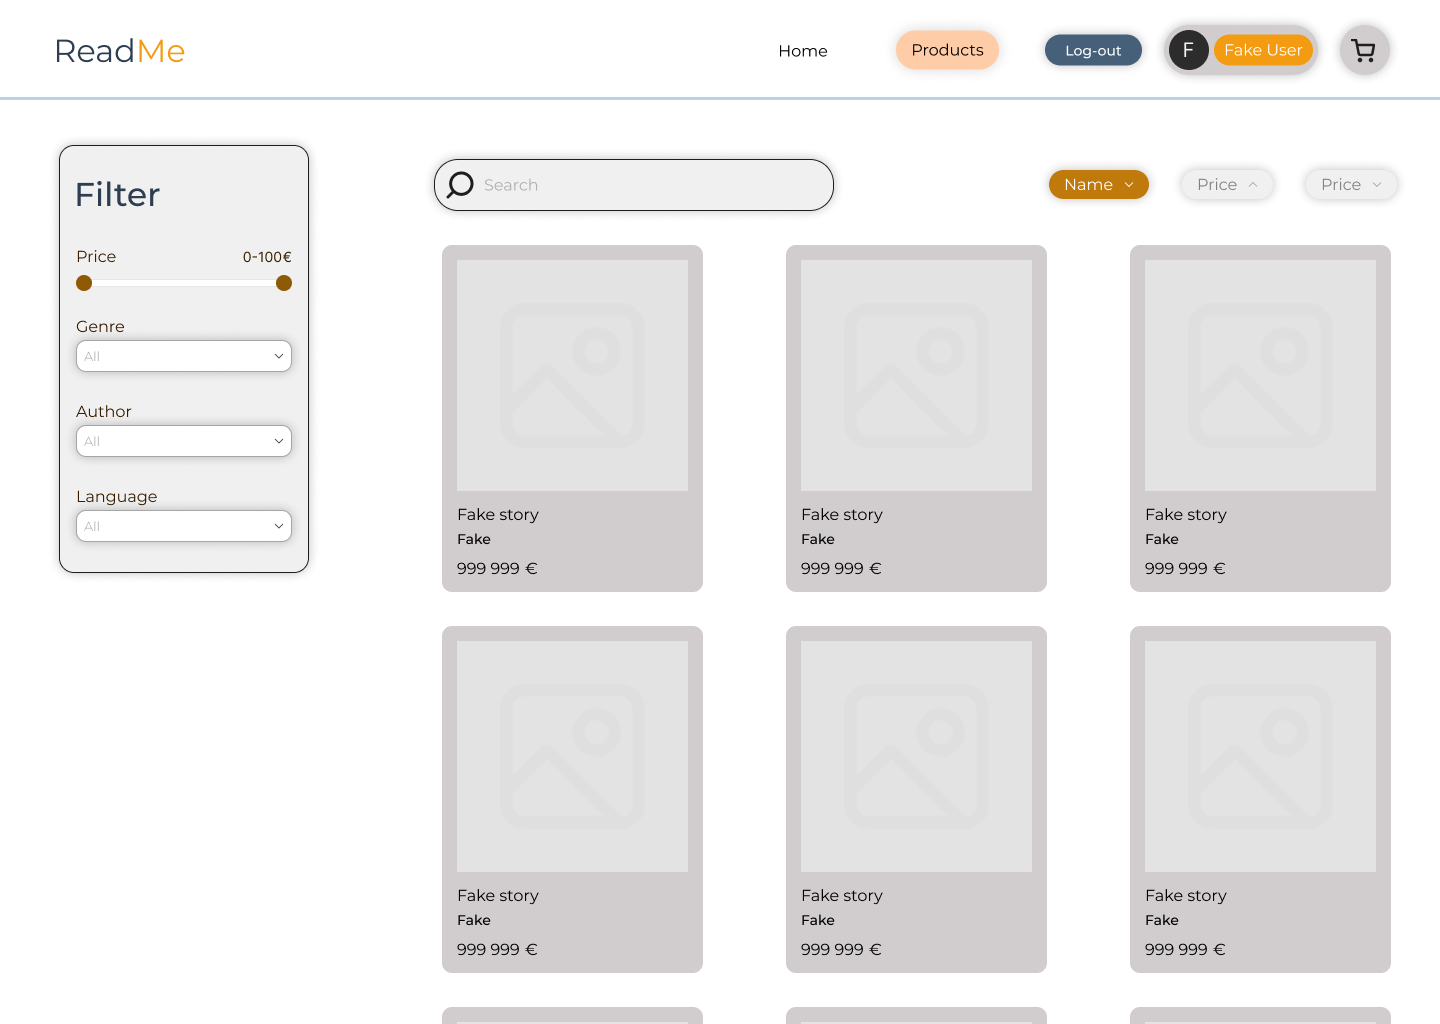 ReadMe
Home
Products
Log-out
F
Fake User
Filter
Price
0-100€
Genre
All
Author
All
Language
All
Search
Name
Price
Price
Fake story
Fake
999 999 €
Fake story
Fake
999 999 €
Fake story
Fake
999 999 €
Fake story
Fake
999 999 €
Fake story
Fake
999 999 €
Fake story
Fake
999 999 €